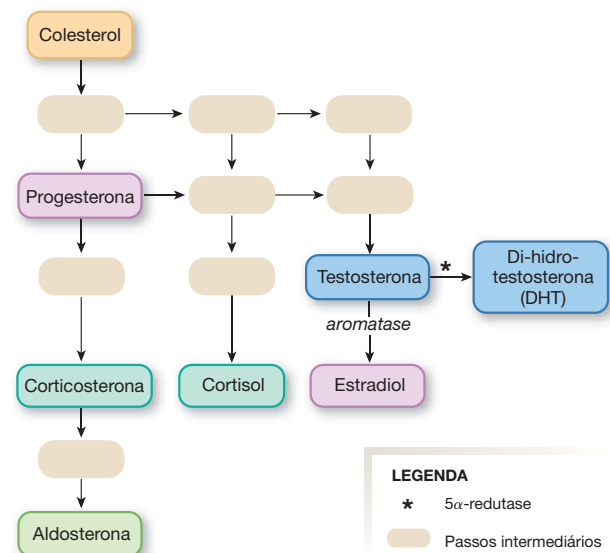 Colesterol
Progesterona
Testosterona
*
Di-hidro-
testosterona
(DHT)
aromatase
Corticosterona
Cortisol
Estradiol
Aldosterona
LEGENDA
* 5α-redutase
Passos intermediários